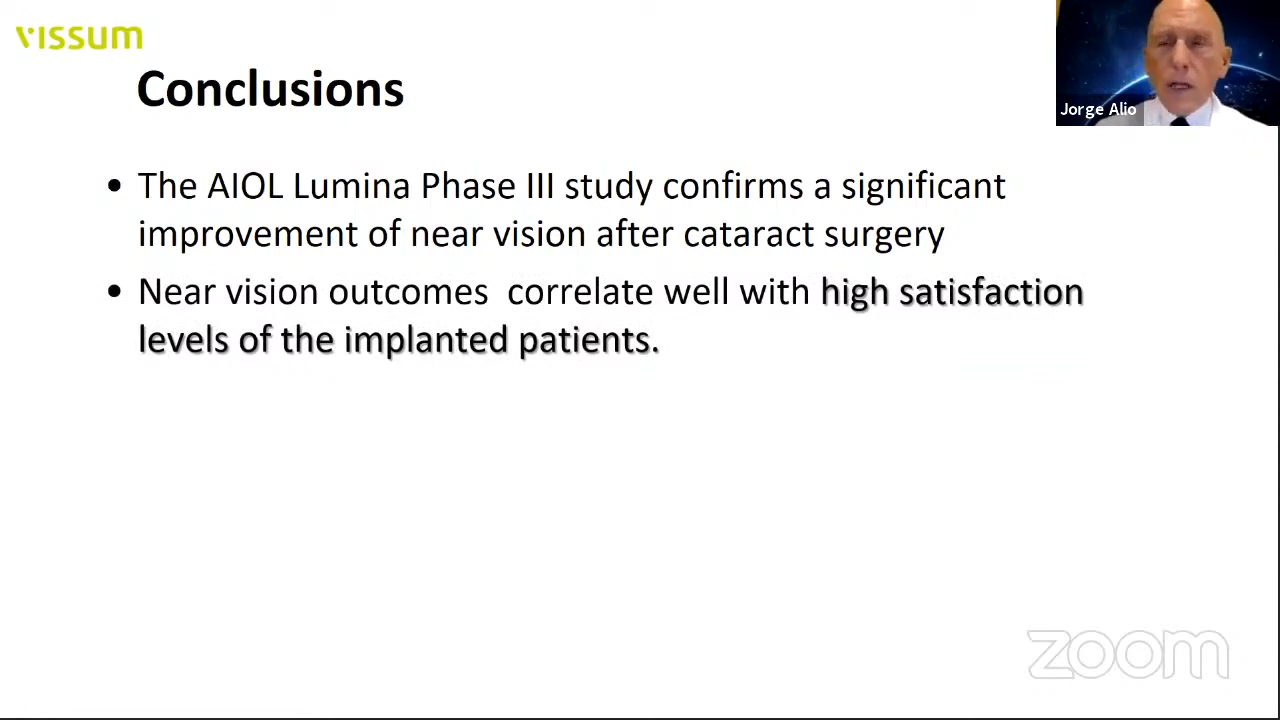 vissum
Conclusions
Jorge Alio
• The AIOL Lumina Phase III study confirms a significant
improvement of near vision after cataract surgery
• Near vision outcomes  correlate well with high satisfaction
levels of the implanted patients.
zoom